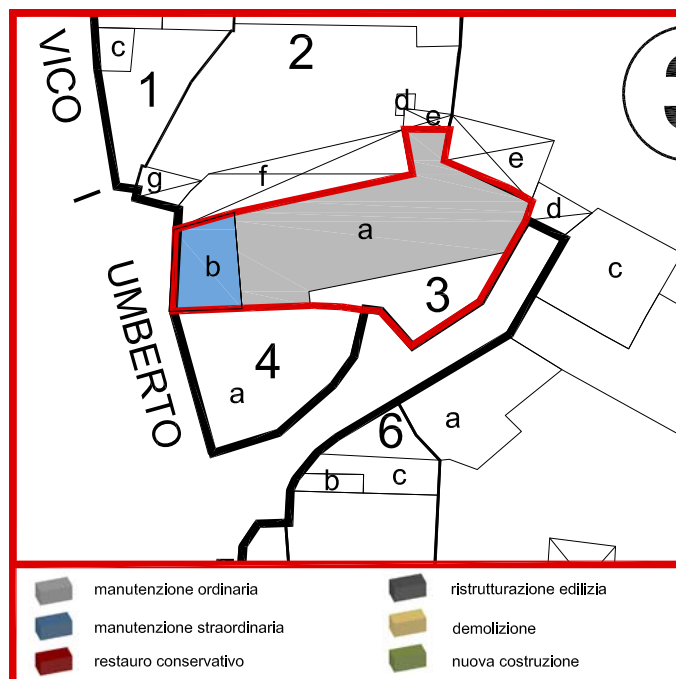 VICO I UMBERTO
c
1
2
d
e
e
g
f
a
d
b
c
3
4
a
6
a
b
c
manutenzione ordinaria
manutenzione straordinaria
restauro conservativo
ristrutturazione edilizia
demolizione
nuova costruzione